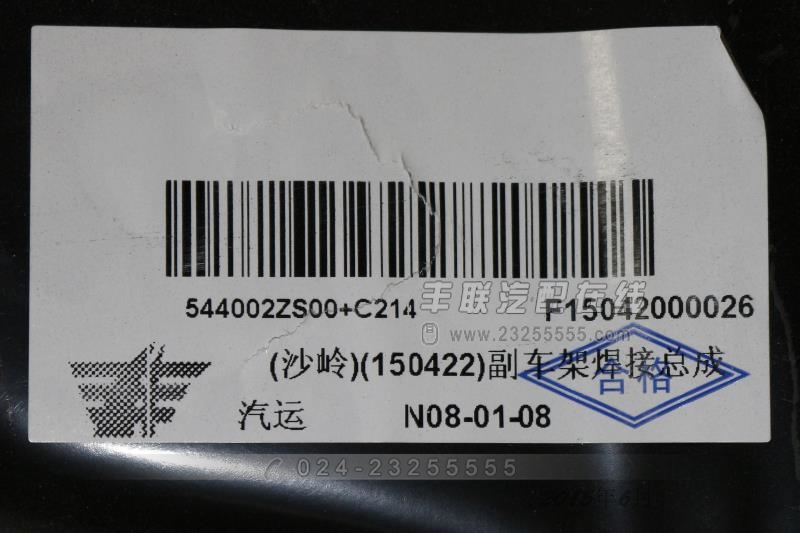 544002ZS00+C214
F15042000026
丰联汽配在线
www.23255555.com
(沙岭)(150422)副车架焊接总成
合格
汽运 N08-01-08
024-23255555